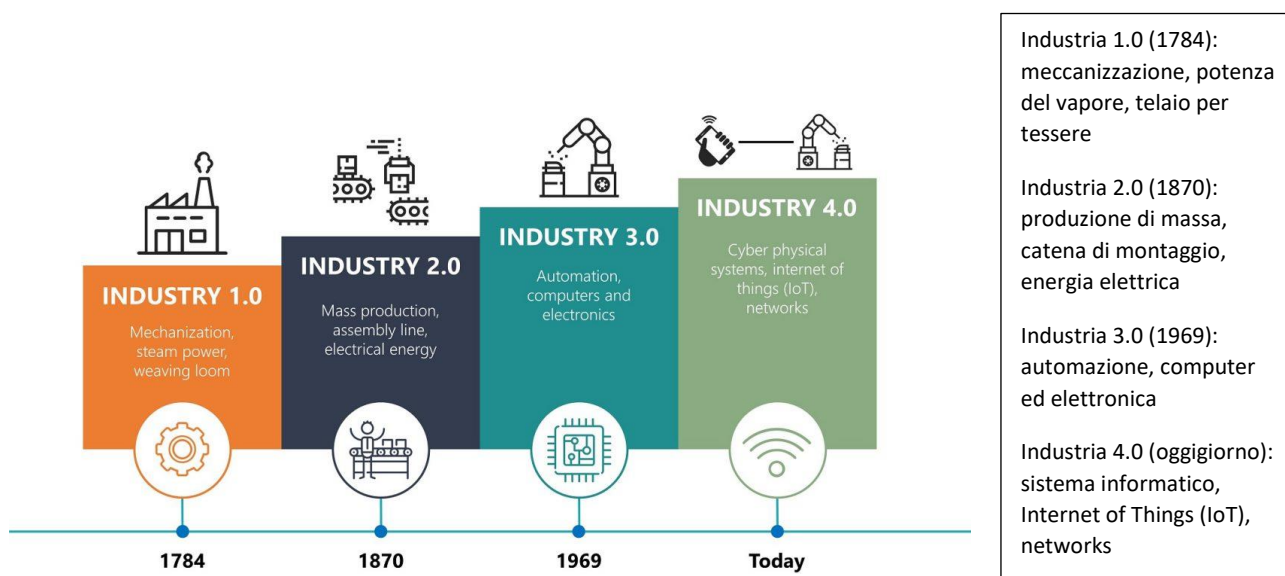 INDUSTRY 1.0
Mechanization,
steam power,
weaving loom
INDUSTRY 2.0
Mass production,
assembly line,
electrical energy
INDUSTRY 3.0
Automation,
computers and
electronics
INDUSTRY 4.0
Cyber physical
systems, internet of
things (IoT),
networks
1784
1870
1969
Today
Industria 1.0 (1784):
meccanizzazione, potenza
del vapore, telaio per
tessere
Industria 2.0 (1870):
produzione di massa,
catena di montaggio,
energia elettrica
Industria 3.0 (1969):
automazione, computer
ed elettronica
Industria 4.0 (oggigiorno):
sistema informatico,
Internet of Things (IoT),
networks